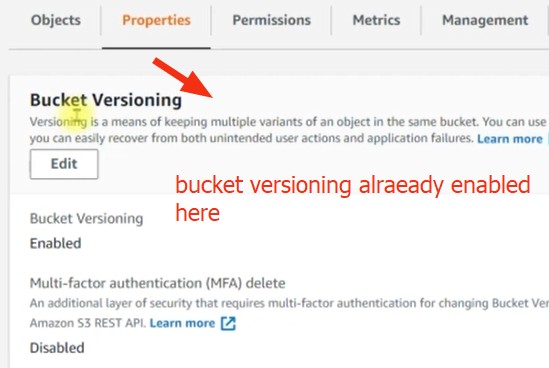 Objects Properties Permissions Metrics Management
Bucket Versioning
Versioning is a means of keeping multiple variants of an object in the same bucket. You can use
you can easily recover from both unintended user actions and application failures. Learn more
Edit
bucket versioning alraeady enabled
here
Bucket Versioning
Enabled
Multi-factor authentication (MFA) delete
An additional layer of security that requires multi-factor authentication for changing Bucket Ver
Amazon S3 REST API. Learn more
Disabled